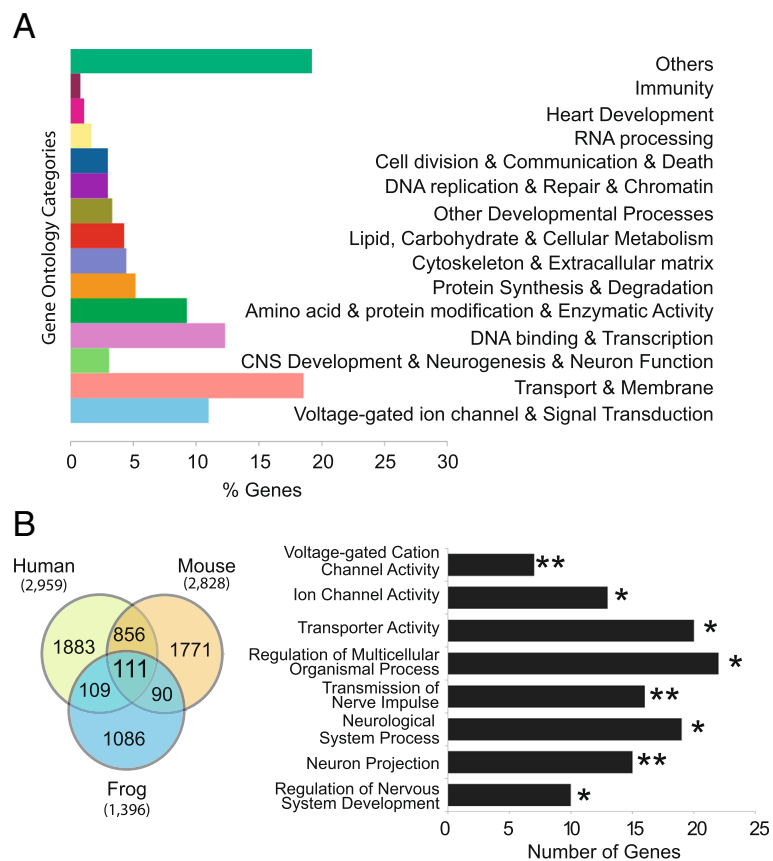 A
Gene Ontology Categories
Others
Immunity
Heart Development
RNA processing
Cell division & Communication & Death
DNA replication & Repair & Chromatin
Other Developmental Processes
Lipid, Carbohydrate & Cellular Metabolism
Cytoskeleton & Extracallular matrix
Protein Synthesis & Degradation
Amino acid & protein modification & Enzymatic Activity
DNA binding & Transcription
CNS Development & Neurogenesis & Neuron Function
Transport & Membrane
Voltage-gated ion channel & Signal Transduction
0 5 10 15 20 25 30
% Genes
B
Human
(2,959)
Mouse
(2,828)
1883
856
1771
111
109
90
1086
Frog
(1,396)
Voltage-gated Cation
Channel Activity
**
Ion Channel Activity
*
Transporter Activity
*
Regulation of Multicellular
Organismal Process
*
Transmission of
Nerve Impulse
**
Neurological
System Process
*
Neuron Projection
**
Regulation of Nervous
System Development
*
0 5 10 15 20 25
Number of Genes